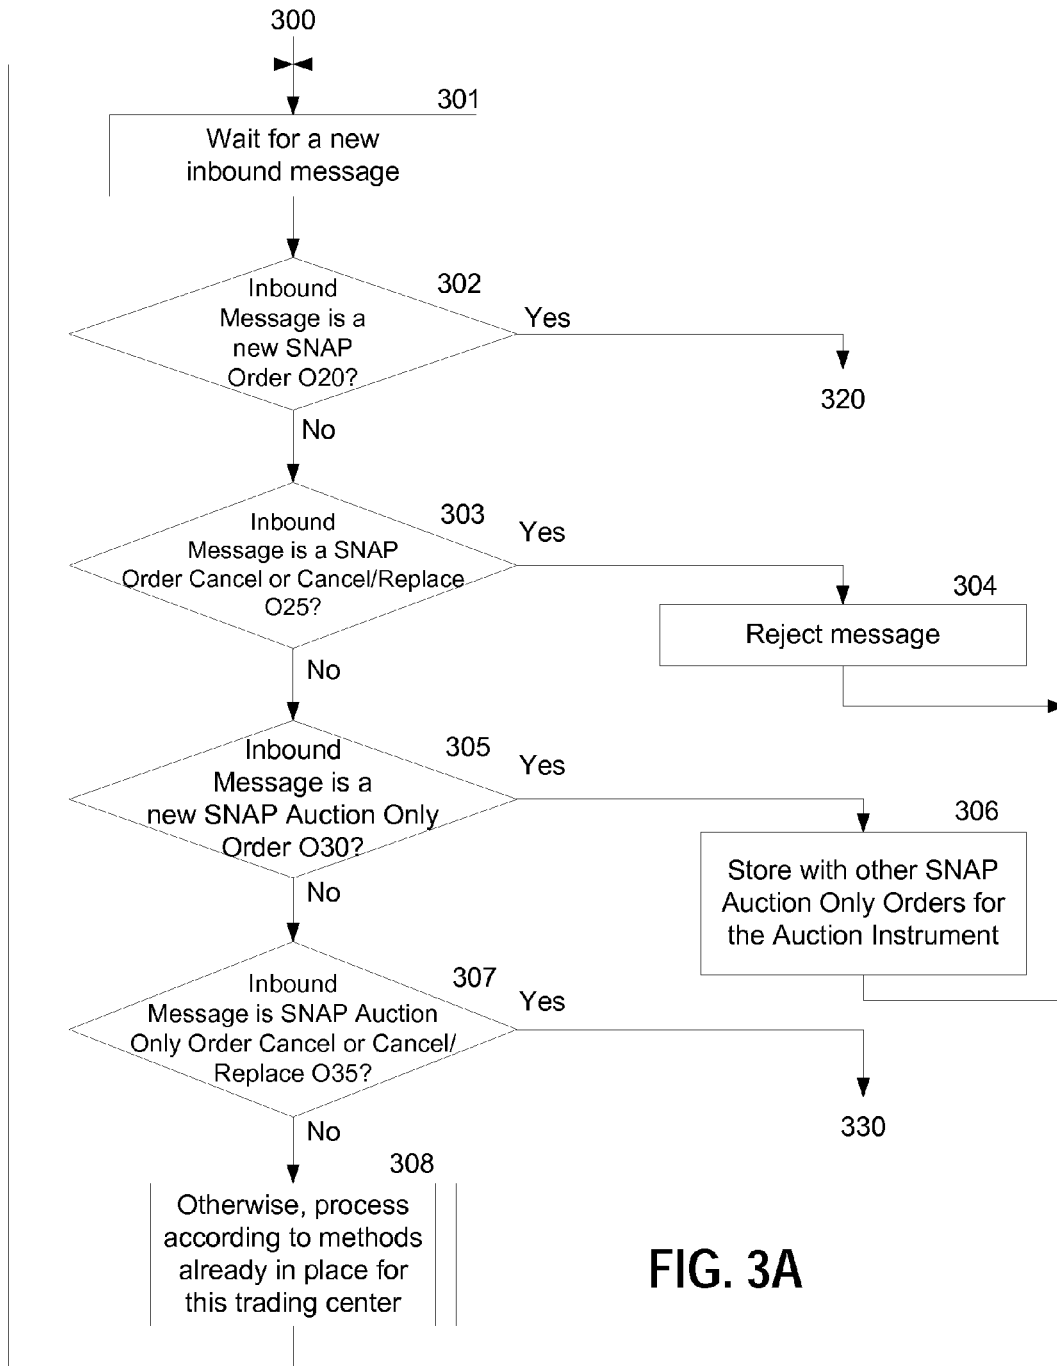 300
301
Wait for a new
inbound message
302
Inbound
Message is a
new SNAP
Order O20?
Yes
320
No
303
Inbound
Message is a SNAP
Order Cancel or Cancel/Replace
O25?
Yes
304
Reject message
No
305
Inbound
Message is a
new SNAP Auction Only
Order O30?
Yes
306
Store with other SNAP
Auction Only Orders for
the Auction Instrument
No
307
Inbound
Message is SNAP Auction
Only Order Cancel or Cancel/
Replace O35?
Yes
330
No
308
Otherwise, process
according to methods
already in place for
this trading center
FIG. 3A